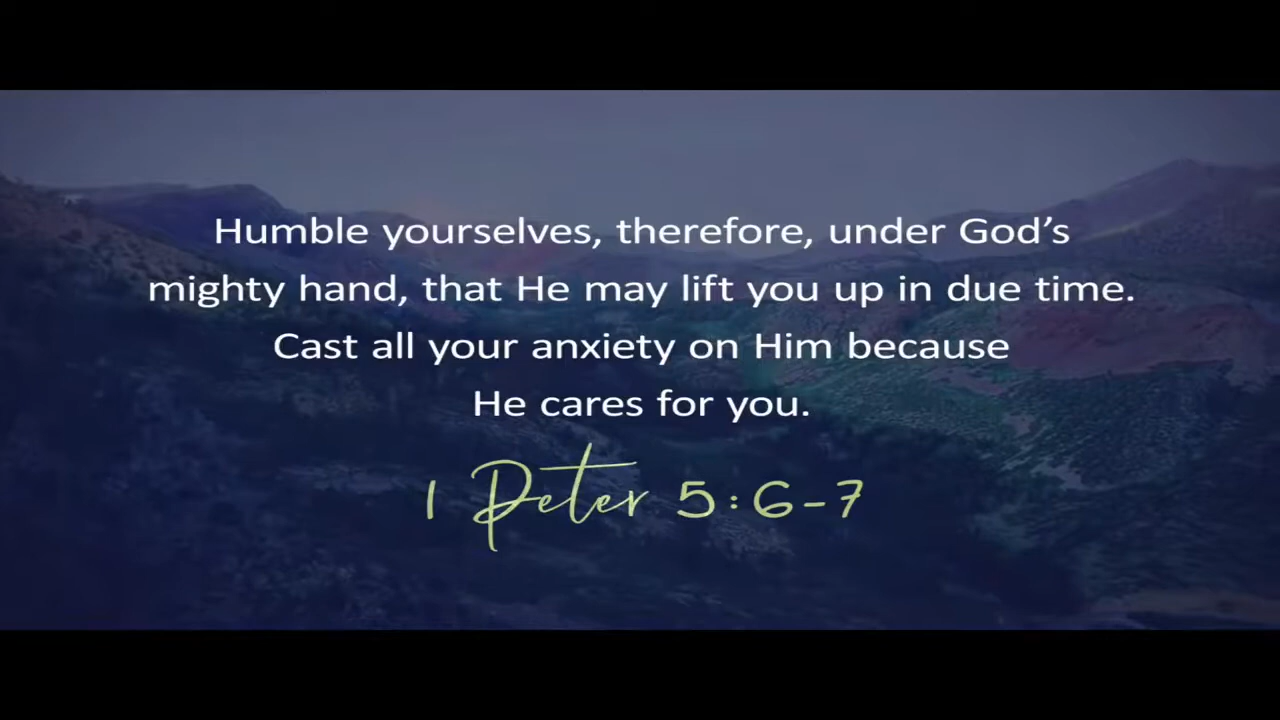 Humble yourselves, therefore, under God's
mighty hand, that He may lift you up in due time.
Cast all your anxiety on Him because
He cares for you.
1 Peter 5:6-7